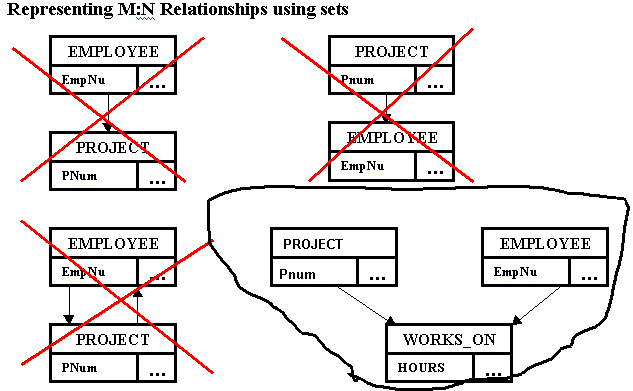 Representing M:N Relationships using sets
EMPLOYEE
EmpNu ...
PROJECT
PNum ...
PROJECT
Pnum ...
EMPLOYEE
EmpNu ...
EMPLOYEE
EmpNu ...
PROJECT
PNum ...
PROJECT
Pnum ...
EMPLOYEE
EmpNu ...
WORKS_ON
HOURS ...